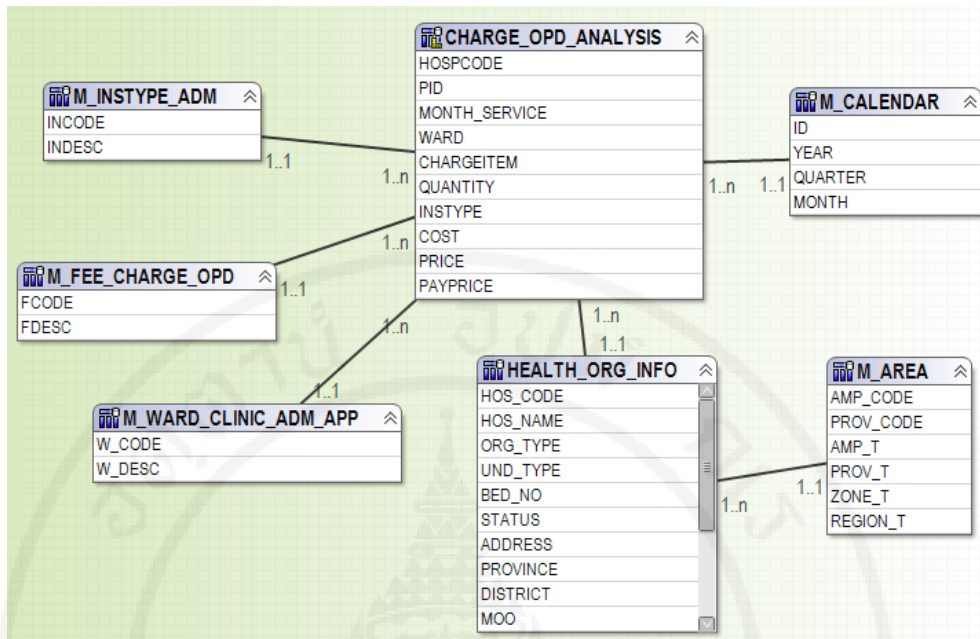 CHARGE_OPD_ANALYSIS
HOSPCODE
PID
MONTH_SERVICE
WARD
CHARGEITEM
QUANTITY
INSTYPE
COST
PRICE
PAYPRICE
M_INSTYPE_ADM
INCODE
INDESC
1..1
1..n
M_CALENDAR
ID
YEAR
QUARTER
MONTH
1..n
1..1
M_FEE_CHARGE_OPD
FCODE
FDESC
1..n
1..1
M_WARD_CLINIC_ADM_APP
W_CODE
W_DESC
1..n
1..1
1..n
1..1
HEALTH_ORG_INFO
HOS_CODE
HOS_NAME
ORG_TYPE
UND_TYPE
BED_NO
STATUS
ADDRESS
PROVINCE
DISTRICT
MOO
M_AREA
AMP_CODE
PROV_CODE
AMP_T
PROV_T
ZONE_T
REGION_T
1..n
1..1